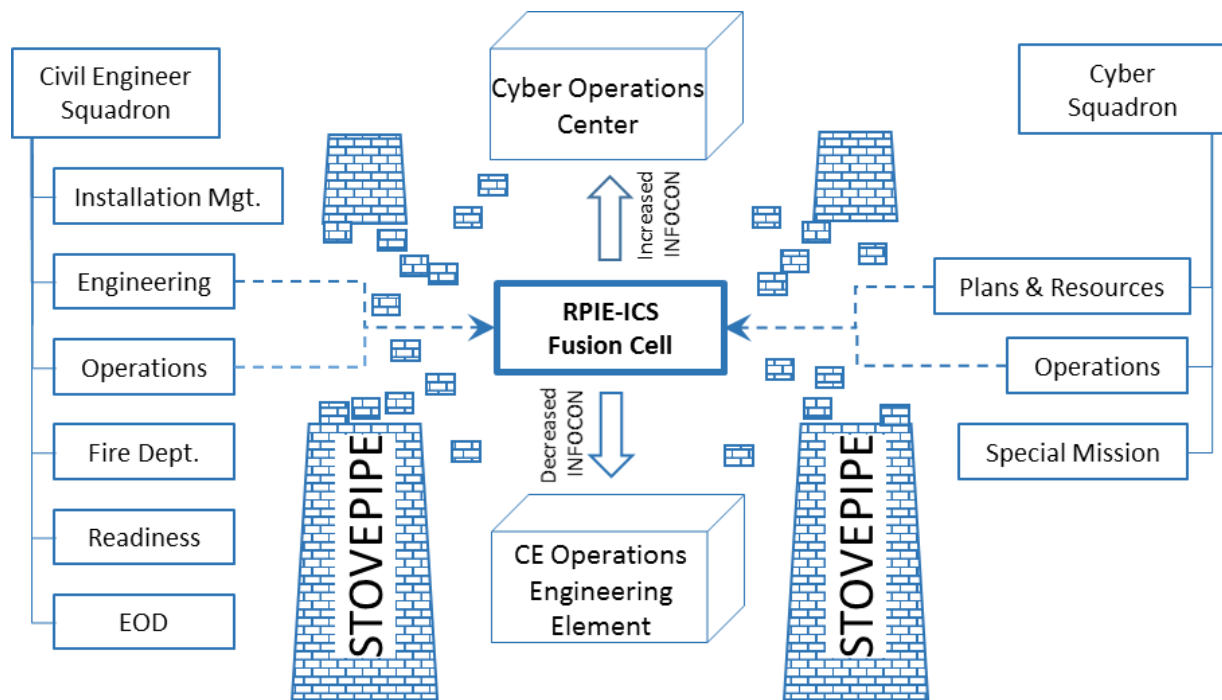 Civil Engineer
Squadron
Installation Mgt.
Engineering
Operations
Fire Dept.
Readiness
EOD
STOVEPIPE
Cyber Operations
Center
Increased
INFOCON
RPIE-ICS
Fusion Cell
Decreased
INFOCON
CE Operations
Engineering
Element
STOVEPIPE
Cyber
Squadron
Plans & Resources
Operations
Special Mission